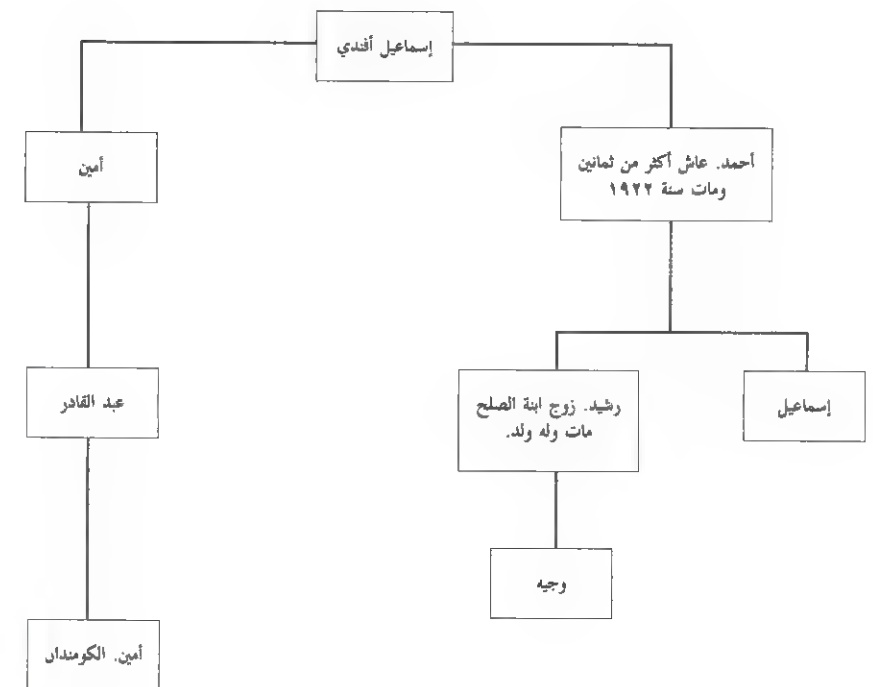 إسماعيل أفندي
أحمد. عاش أكثر من ثمانين
ومات سنة ١٩٢٢
أمين
إسماعيل
رشيد. زوج ابنة الصلح
مات وله ولد.
عبد القادر
وجيه
أمين. الكومندان